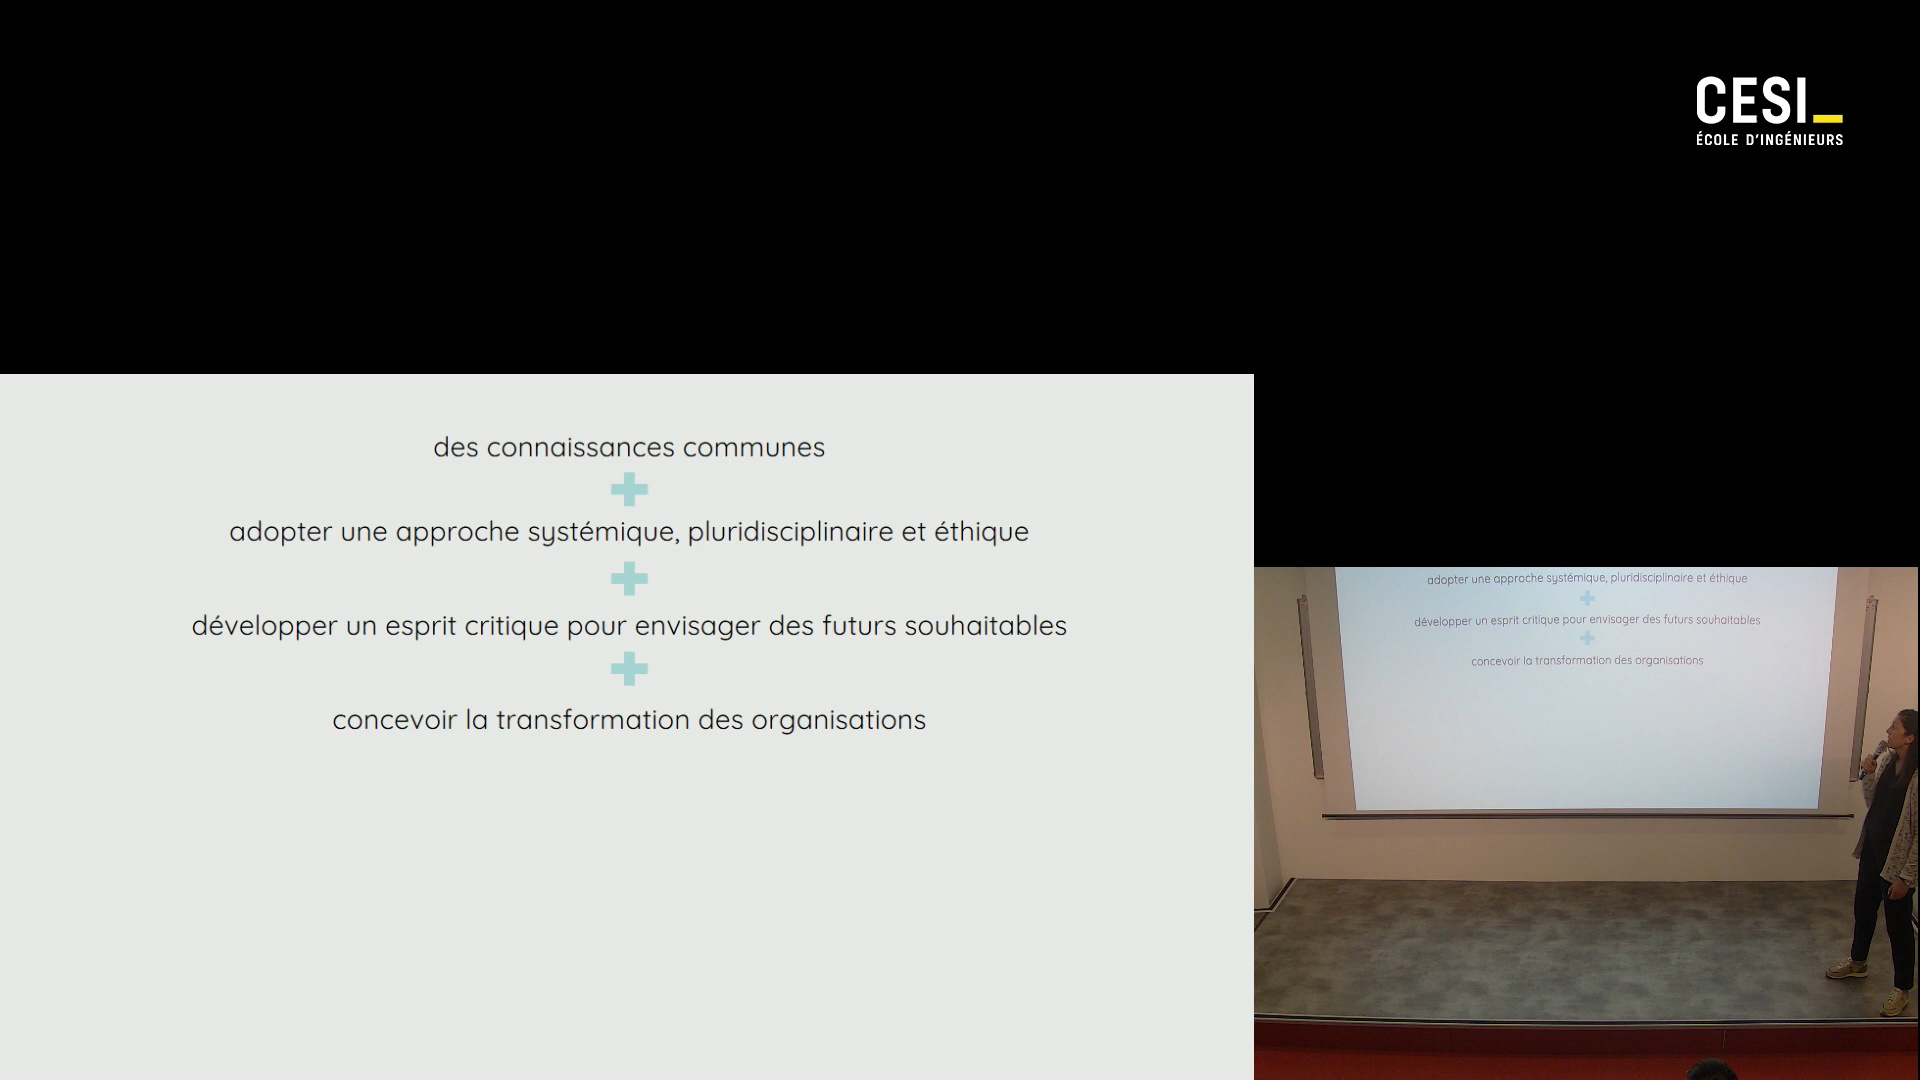 CESI_
ÉCOLE D'INGÉNIEURS
des connaissances communes
adopter une approche systémique, pluridisciplinaire et éthique
développer un esprit critique pour envisager des futurs souhaitables
concevoir la transformation des organisations
adopter une approche systémique, pluridisciplinaire et éthique
développer un esprit critique pour envisager des futurs souhaitables
concevoir la transformation des organisations